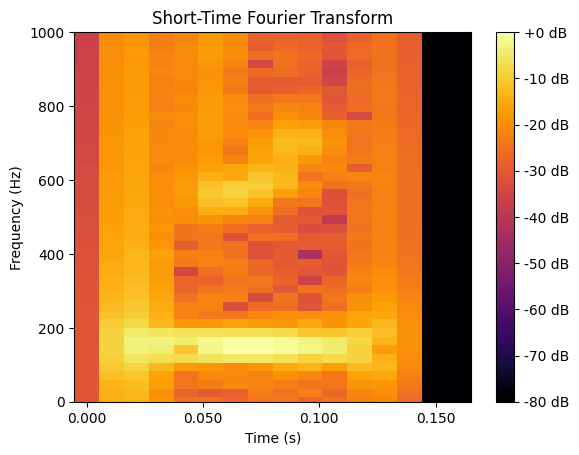 Short-Time Fourier Transform
Frequency (Hz)
1000
800
600
400
200
0
0.000
0.050
0.100
0.150
Time (s)
+0 dB
-10 dB
-20 dB
-30 dB
-40 dB
-50 dB
-60 dB
-70 dB
-80 dB